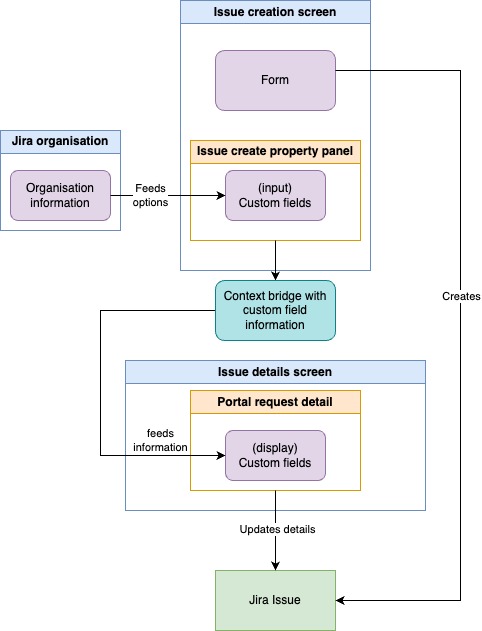 Issue creation screen
Form
Jira organisation
Issue create property panel
Organisation
information
Feeds
options
(input)
Custom fields
Context bridge with
custom field
information
Creates
Issue details screen
Portal request detail
feeds
information
(display)
Custom fields
Updates details
Jira Issue